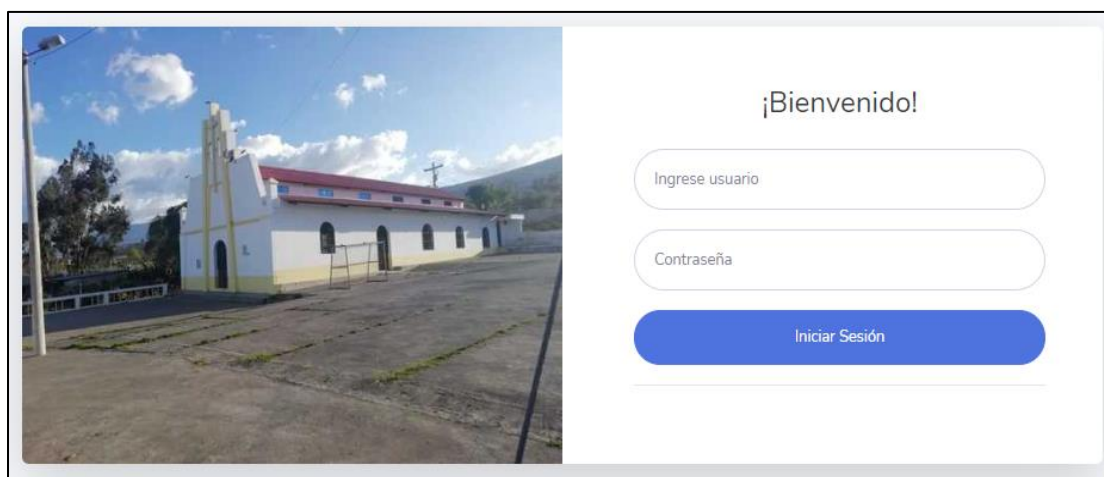 ¡Bienvenido!
Ingrese usuario
Contraseña
Iniciar Sesión